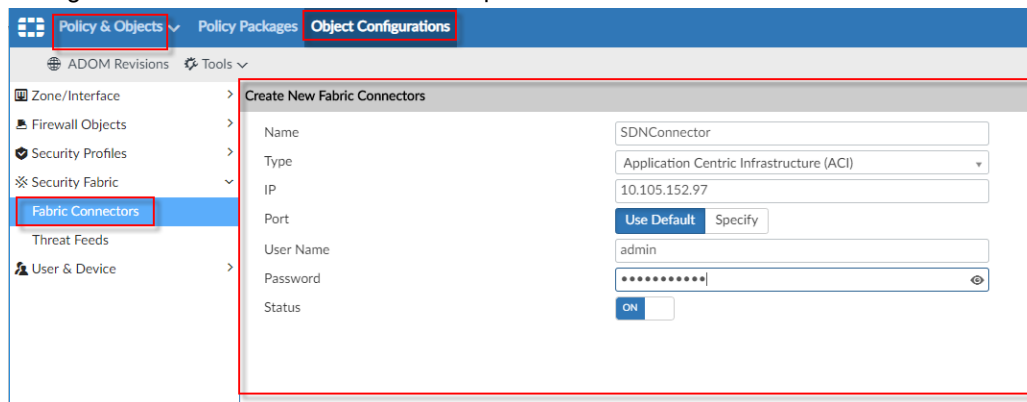 Policy & Objects Policy Packages Object Configurations
ADOM Revisions Tools
Zone/Interface
Firewall Objects
Security Profiles
Security Fabric
Fabric Connectors
Threat Feeds
User & Device
Create New Fabric Connectors
Name SDNConnector
Type Application Centric Infrastructure (ACI)
IP 10.105.152.97
Port Use Default Specify
User Name admin
Password •••••••••••
Status ON